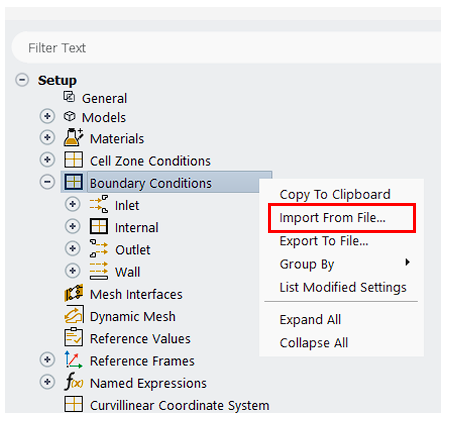 Filter Text
Setup
General
Models
Materials
Cell Zone Conditions
Boundary Conditions
Inlet
Internal
Outlet
Wall
Mesh Interfaces
Dynamic Mesh
Reference Values
Reference Frames
Named Expressions
Curvillinear Coordinate System
Copy To Clipboard
Import From File...
Export To File...
Group By
List Modified Settings
Expand All
Collapse All